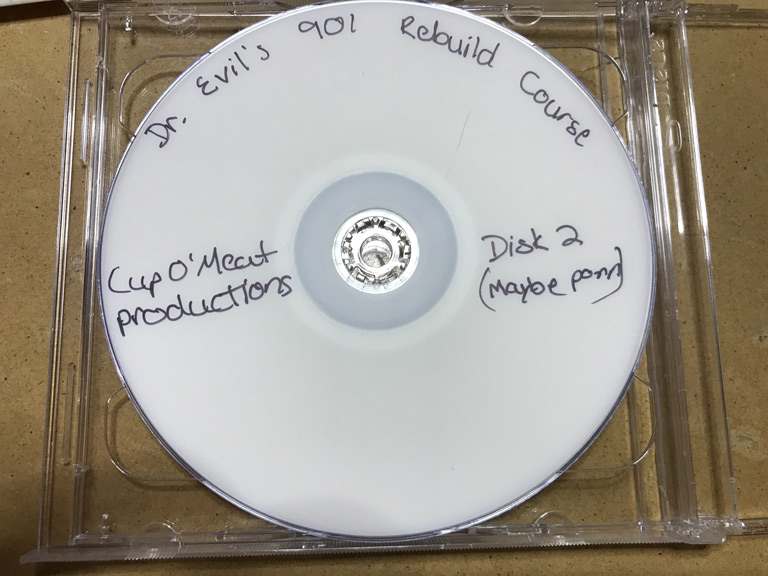 Dr. Evil's 901 Rebuild Course
Cup O'Meat
productions
Disk 2
(Maybe porn)